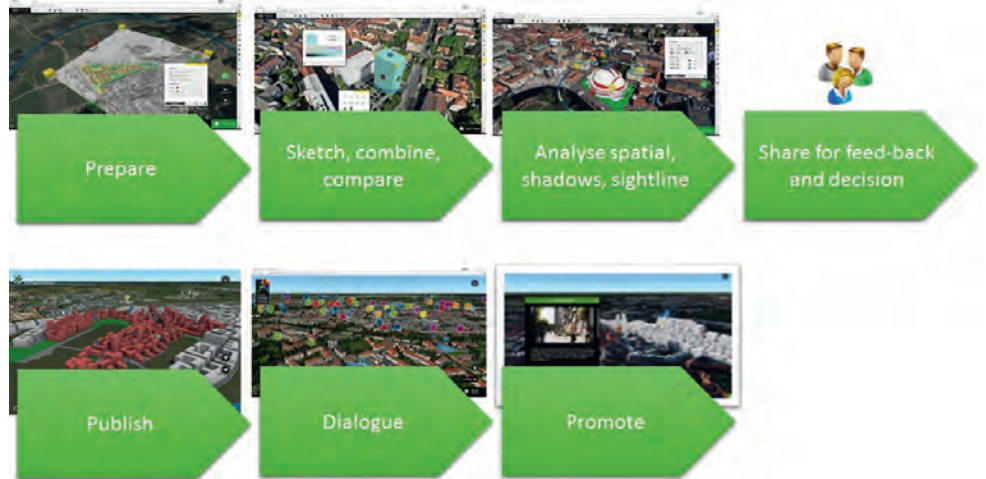 Prepare
Sketch, combine,
compare
Analyse spatial,
shadows, sightline
Share for feed-back
and decision
Publish
Dialogue
Promote